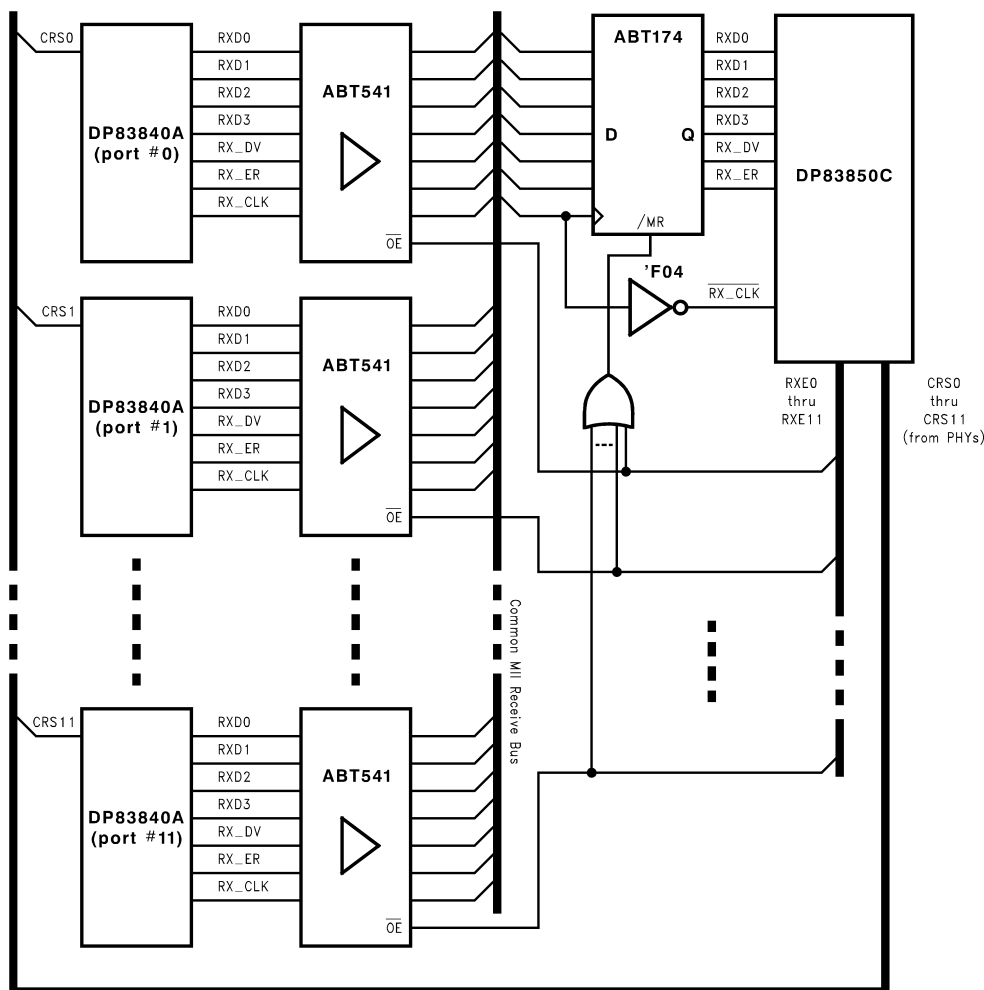 CRS0
RXD0
RXD1
RXD2
RXD3
RX_DV
RX_ER
RX_CLK
DP83840A
(port #0)
ABT541
OE
ABT174
D
Q
/MR
RXD0
RXD1
RXD2
RXD3
RX_DV
RX_ER
DP83850C
'F04
RX_CLK
RXE0
thru
RXE11
CRS0
thru
CRS11
(from PHYs)
CRS1
RXD0
RXD1
RXD2
RXD3
RX_DV
RX_ER
RX_CLK
DP83840A
(port #1)
ABT541
OE
Common MII Receive Bus
CRS11
RXD0
RXD1
RXD2
RXD3
RX_DV
RX_ER
RX_CLK
DP83840A
(port #11)
ABT541
OE